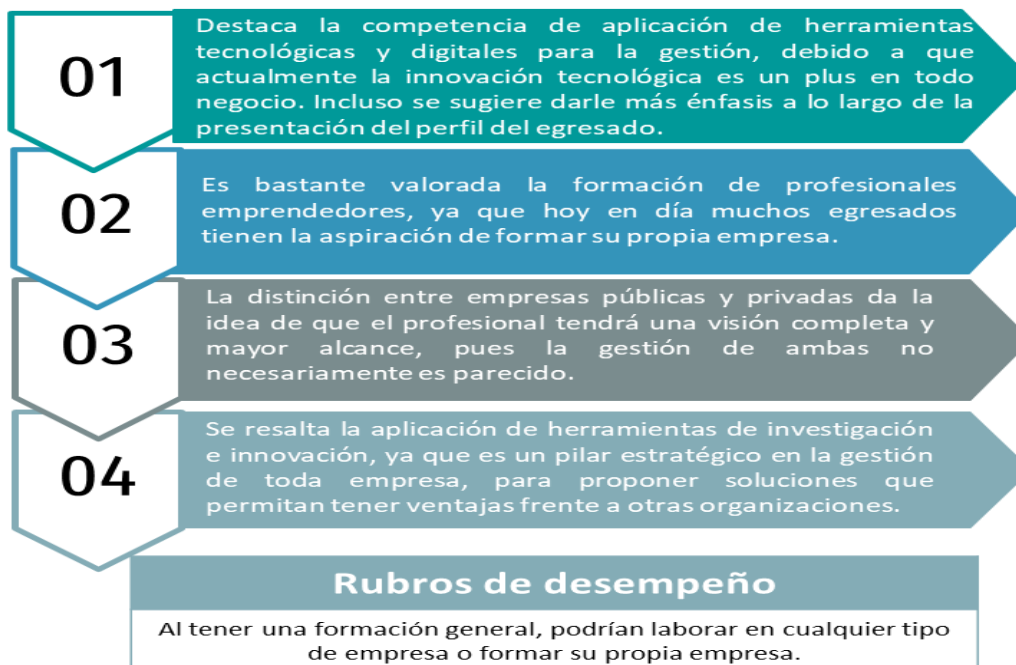 01
Destaca la competencia de aplicación de herramientas
tecnológicas y digitales para la gestión, debido a que
actualmente la innovación tecnológica es un plus en todo
negocio. Incluso se sugiere darle más énfasis a lo largo de la
presentación del perfil del egresado.
02
Es bastante valorada la formación de profesionales
emprendedores, ya que hoy en día muchos egresados
tienen la aspiración de formar su propia empresa.
03
La distinción entre empresas públicas y privadas da la
idea de que el profesional tendrá una visión completa y
mayor alcance, pues la gestión de ambas no
necesariamente es parecido.
04
Se resalta la aplicación de herramientas de investigación
e innovación, ya que es un pilar estratégico en la gestión
de toda empresa, para proponer soluciones que
permitan tener ventajas frente a otras organizaciones.
Rubros de desempeño
Al tener una formación general, podrían laborar en cualquier tipo
de empresa o formar su propia empresa.